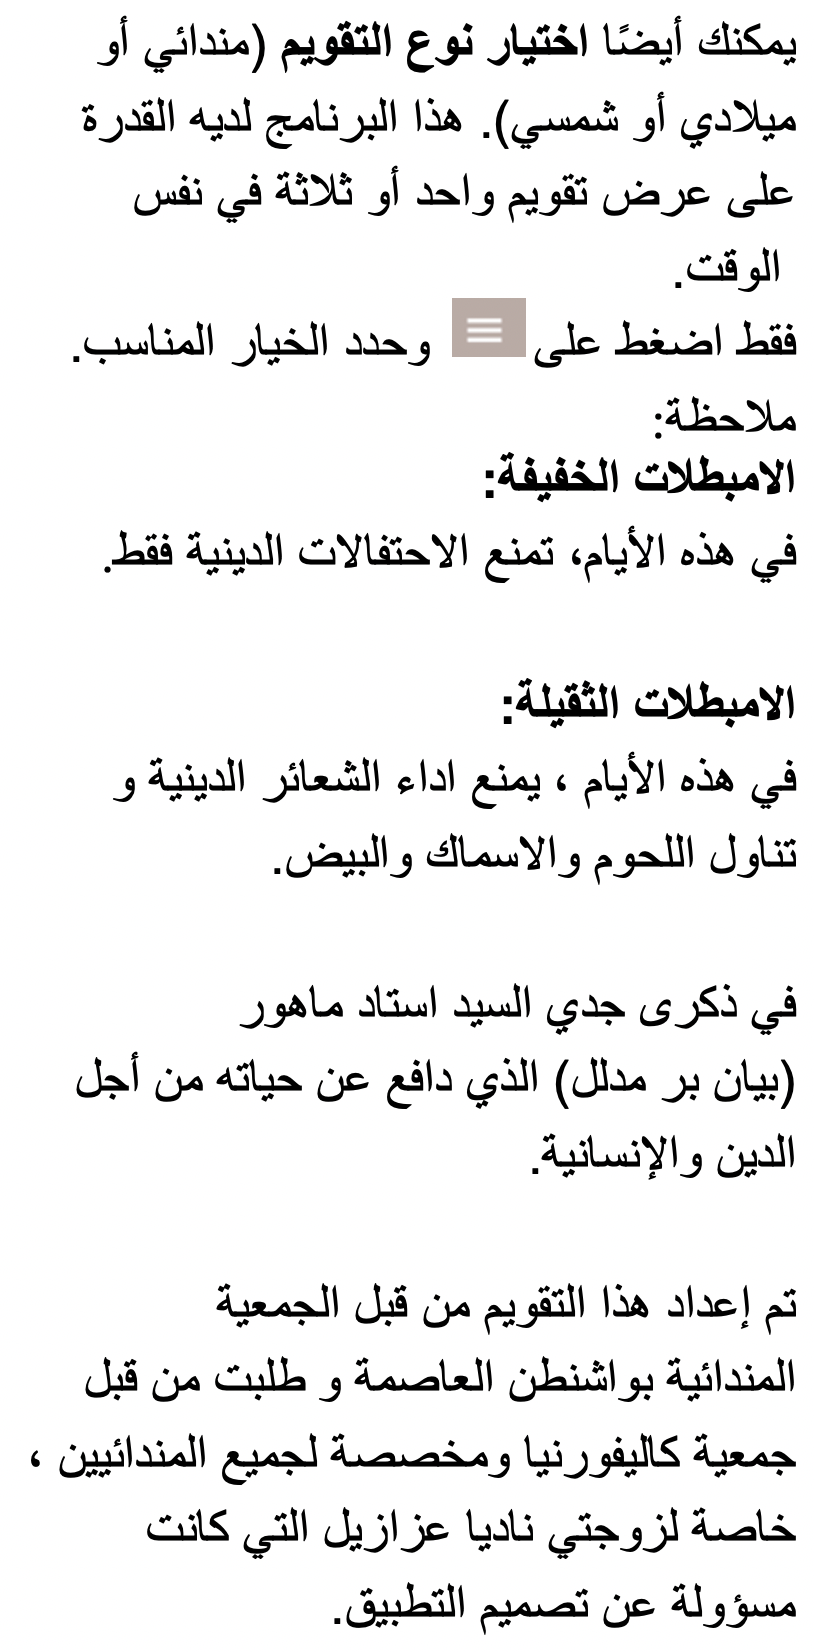 يمكنك أيضًا اختيار نوع التقويم (مندائي أو
ميلادي أو شمسي). هذا البرنامج لديه القدرة
على عرض تقويم واحد أو ثلاثة في نفس
الوقت.
فقط اضغط على وحدد الخيار المناسب.
ملاحظة:
الامبطلات الخفيفة:
في هذه الأيام، تمنع الاحتفالات الدينية فقط.
الامبطلات الثقيلة:
في هذه الأيام ، يمنع اداء الشعائر الدينية و
تناول اللحوم والاسماك والبيض.
في ذكرى جدي السيد استاد ماهور
(بيان بر مدلل) الذي دافع عن حياته من أجل
الدين والإنسانية.
تم إعداد هذا التقويم من قبل الجمعية
المندائية بواشنطن العاصمة و طلبت من قبل
جمعية كاليفورنيا ومخصصة لجميع المندائيين ،
خاصة لزوجتي ناديا عزازيل التي كانت
مسؤولة عن تصميم التطبيق.